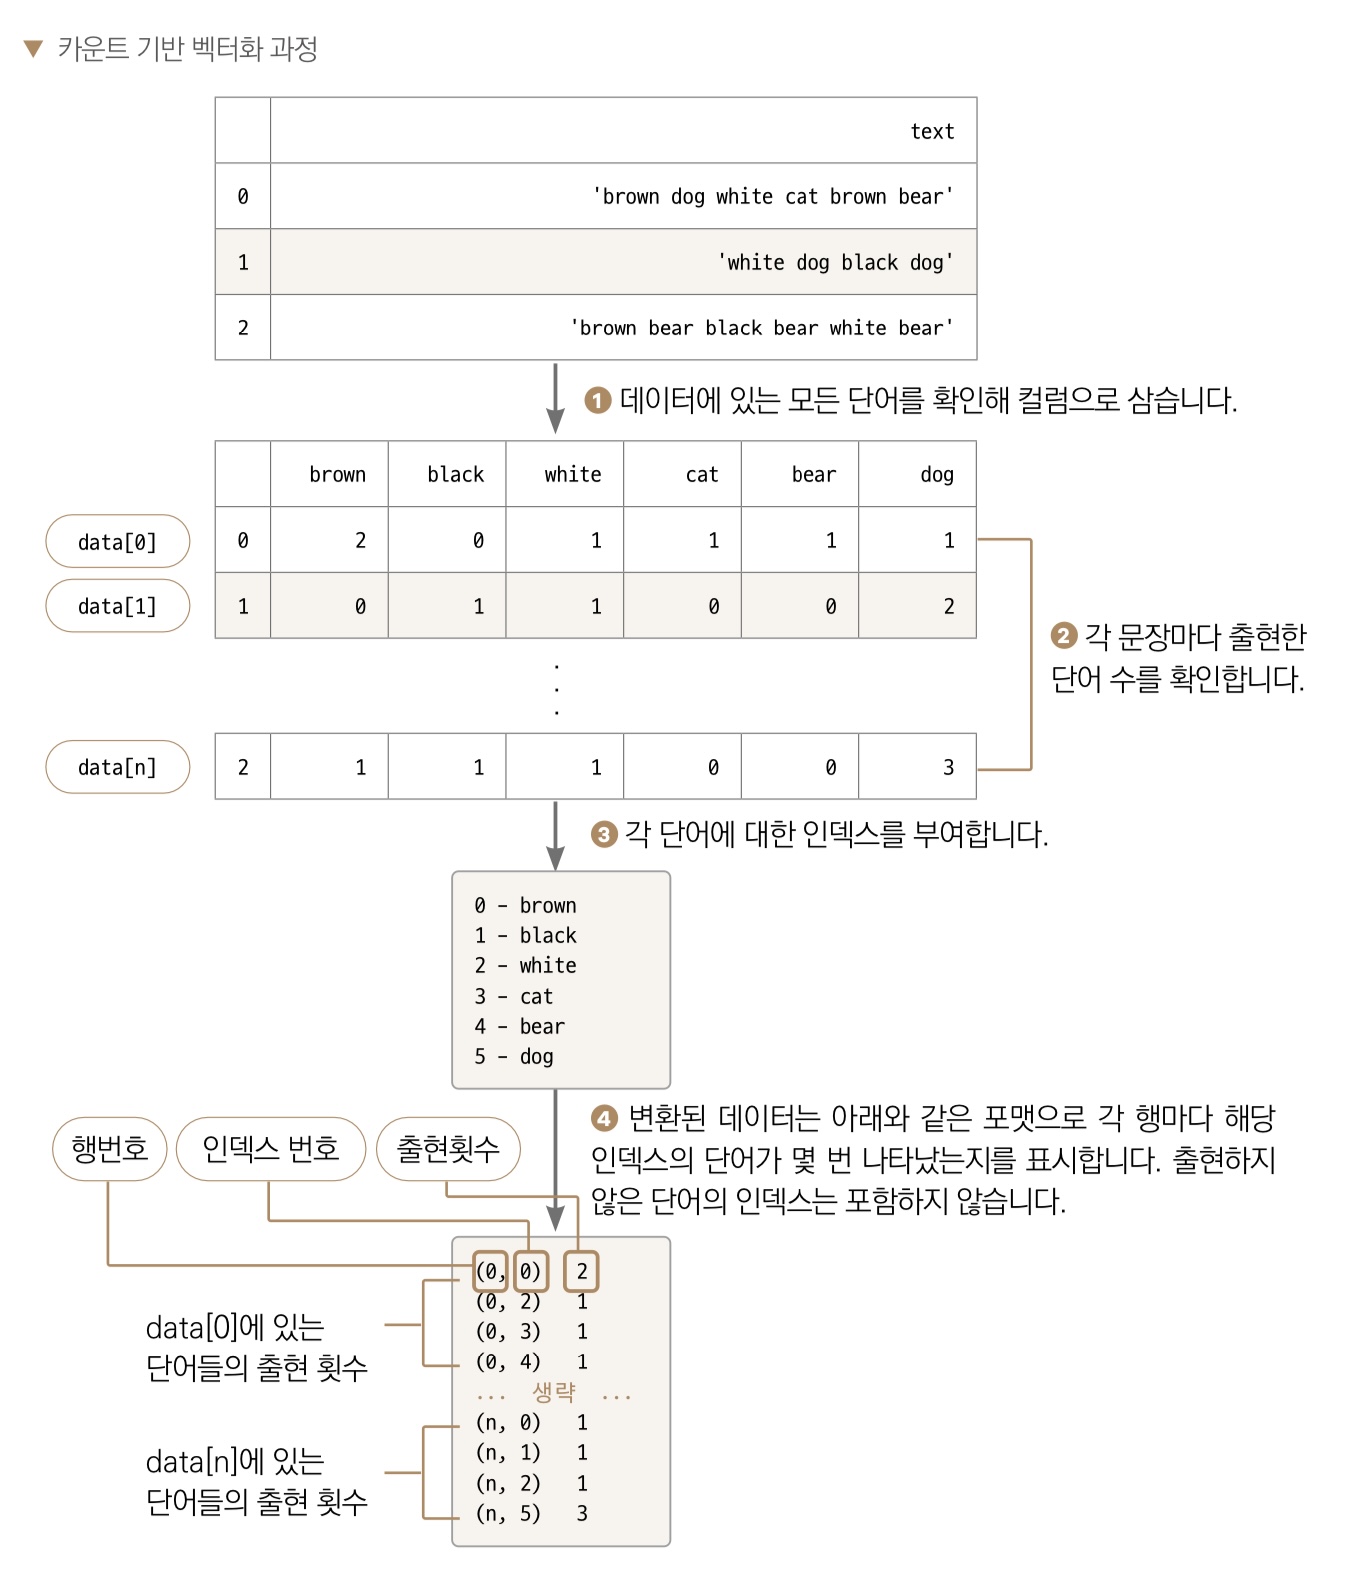 ▼ 카운트 기반 벡터화 과정
text
0 'brown dog white cat brown bear'
1 'white dog black dog'
2 'brown bear black bear white bear'
❶ 데이터에 있는 모든 단어를 확인해 컬럼으로 삼습니다.
brown black white cat bear dog
data[0] 0 2 0 1 1 1 1
data[1] 1 0 1 1 0 0 2
❷ 각 문장마다 출현한
단어 수를 확인합니다.
.
.
.
data[n] 2 1 1 1 0 0 3
❸ 각 단어에 대한 인덱스를 부여합니다.
0 - brown
1 - black
2 - white
3 - cat
4 - bear
5 - dog
❹ 변환된 데이터는 아래와 같은 포맷으로 각 행마다 해당
인덱스의 단어가 몇 번 나타났는지를 표시합니다. 출현하지
않은 단어의 인덱스는 포함하지 않습니다.
행번호 인덱스 번호 출현횟수
(0, 0) 2
(0, 2) 1
(0, 3) 1
(0, 4) 1
data[0]에 있는
단어들의 출현 횟수
... 생략 ...
(n, 0) 1
(n, 1) 1
(n, 2) 1
(n, 5) 3
data[n]에 있는
단어들의 출현 횟수